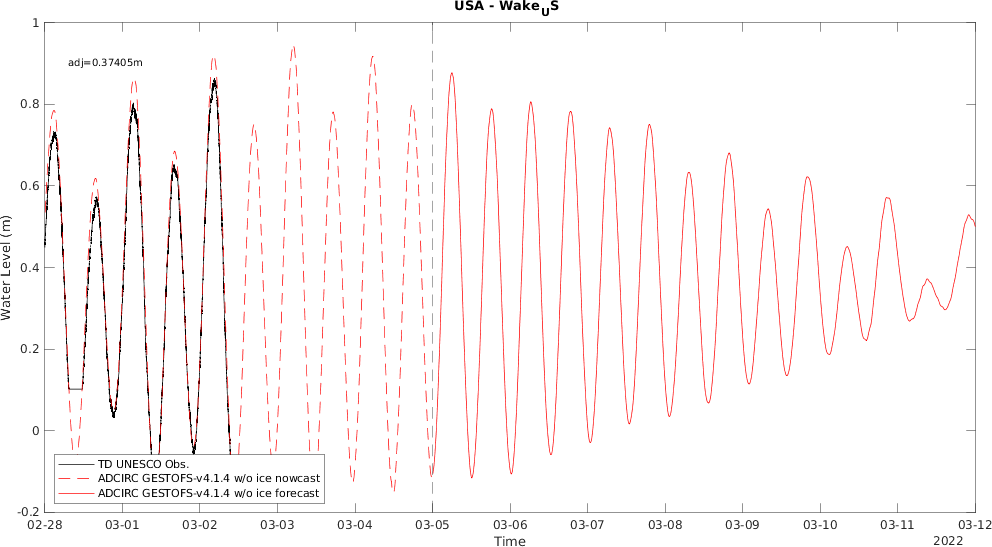 USA - WakeUS
adj=0.37405m
1
0.8
0.6
0.4
0.2
0
-0.2
Water Level (m)
TD UNESCO Obs.
ADCIRC GESTOFS-v4.1.4 w/o ice nowcast
ADCIRC GESTOFS-v4.1.4 w/o ice forecast
02-28 03-01 03-02 03-03 03-04 03-05 03-06 03-07 03-08 03-09 03-10 03-11 03-12
Time
2022